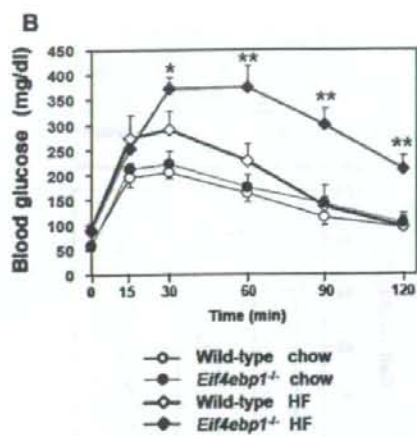 B
Blood glucose (mg/dl)
450
400
350
300
250
200
150
100
50
0
* ** ** **
0 15 30 60 90 120
Time (min)
Wild-type chow
Eif4ebp1-/- chow
Wild-type HF
Eif4ebp1-/- HF